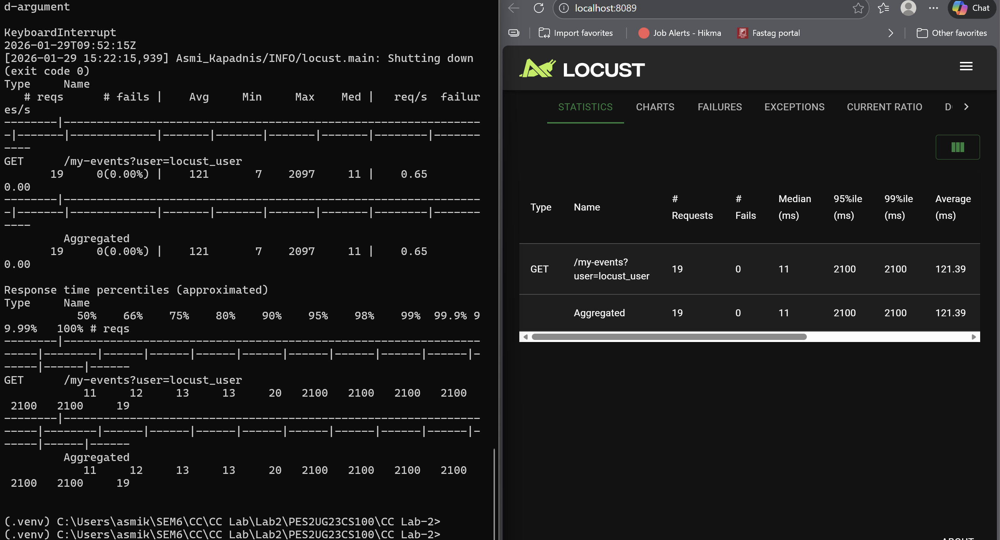 d-argument
KeyboardInterrupt
2026-01-29T09:52:15Z
[2026-01-29 15:22:15,939] Asmi_Kapadnis/INFO/locust.main: Shutting down
(exit code 0)
Type     Name
   # reqs      # fails |    Avg     Min     Max    Med |   req/s  failur
es/s
--------|---------------------------------------------------------------
-|-------|-------------|-------|-------|-------|-------|--------|-------
----
GET      /my-events?user=locust_user
       19     0(0.00%) |    121       7    2097     11 |    0.65
0.00
--------|---------------------------------------------------------------
-|-------|-------------|-------|-------|-------|-------|--------|-------
----
         Aggregated
       19     0(0.00%) |    121       7    2097     11 |    0.65
0.00
Response time percentiles (approximated)
Type     Name
           50%    66%    75%    80%    90%    95%    98%    99%  99.9% 9
9.99%   100% # reqs
--------|---------------------------------------------------------------
-----|--------|------|------|------|------|------|------|------|------|-
-----|------|------
GET      /my-events?user=locust_user
            11     12     13     13     20   2100   2100   2100   2100
 2100   2100     19
--------|---------------------------------------------------------------
-----|--------|------|------|------|------|------|------|------|------|-
-----|------|------
         Aggregated
            11     12     13     13     20   2100   2100   2100   2100
 2100   2100     19
(.venv) C:\Users\asmik\SEM6\CC\CC Lab\Lab2\PES2UG23CS100\CC Lab-2>
(.venv) C:\Users\asmik\SEM6\CC\CC Lab\Lab2\PES2UG23CS100\CC Lab-2>
localhost:8089
Chat
Import favorites
Job Alerts - Hikma
Fastag portal
Other favorites
LOCUST
STATISTICS CHARTS FAILURES EXCEPTIONS CURRENT RATIO
Type Name # Requests # Fails Median (ms) 95%ile (ms) 99%ile (ms) Average (ms)
GET /my-events?user=locust_user 19 0 11 2100 2100 121.39
Aggregated 19 0 11 2100 2100 121.39